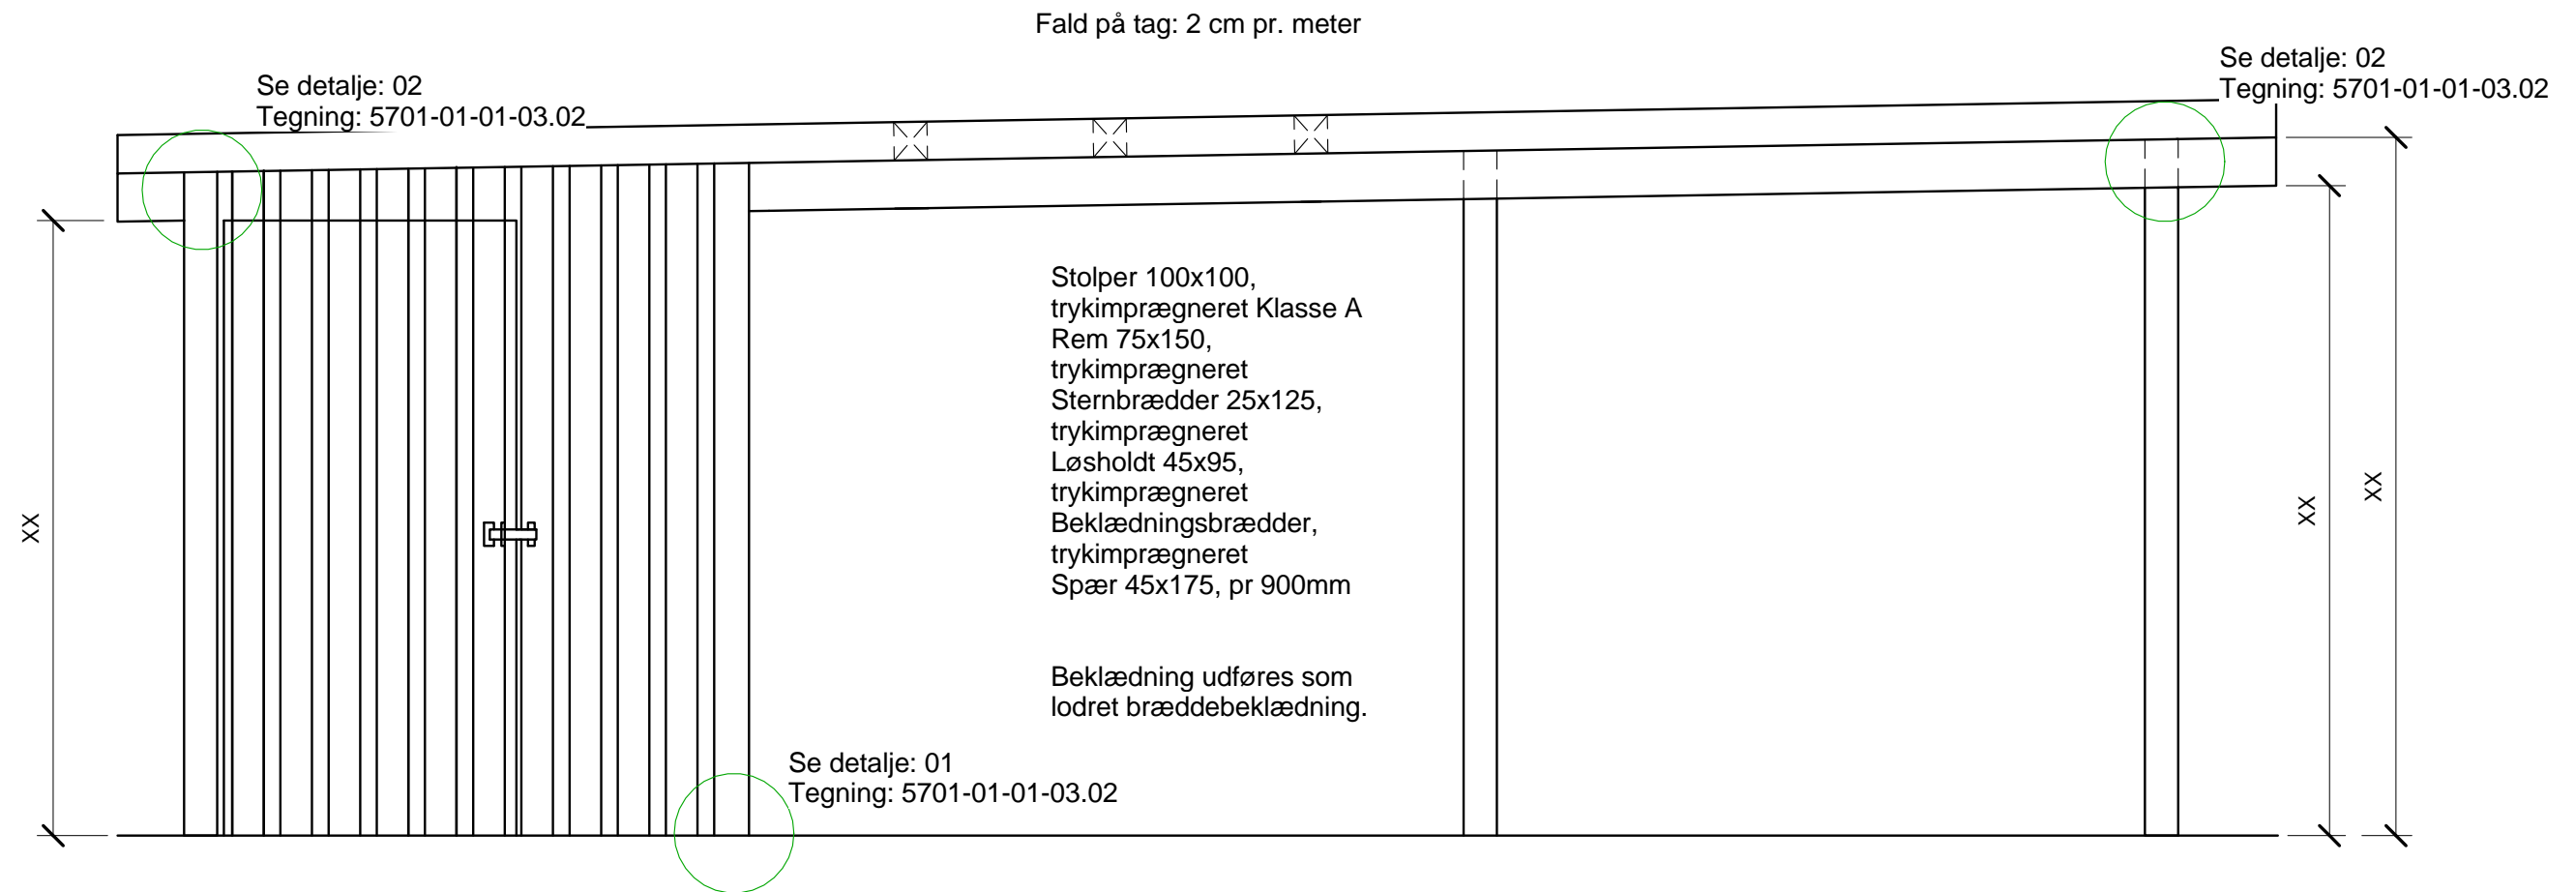 Fald på tag: 2 cm pr. meter
Se detalje: 02
Tegning: 5701-01-01-03.02
Se detalje: 02
Tegning: 5701-01-01-03.02
Stolper 100x100,
trykimprægneret Klasse A
Rem 75x150,
trykimprægneret
Sternbrædder 25x125,
trykimprægneret
Løsholdt 45x95,
trykimprægneret
Beklædningsbrædder,
trykimprægneret
Spær 45x175, pr 900mm
Beklædning udføres som
lodret bræddebeklædning.
XX
XX
XX
Se detalje: 01
Tegning: 5701-01-01-03.02